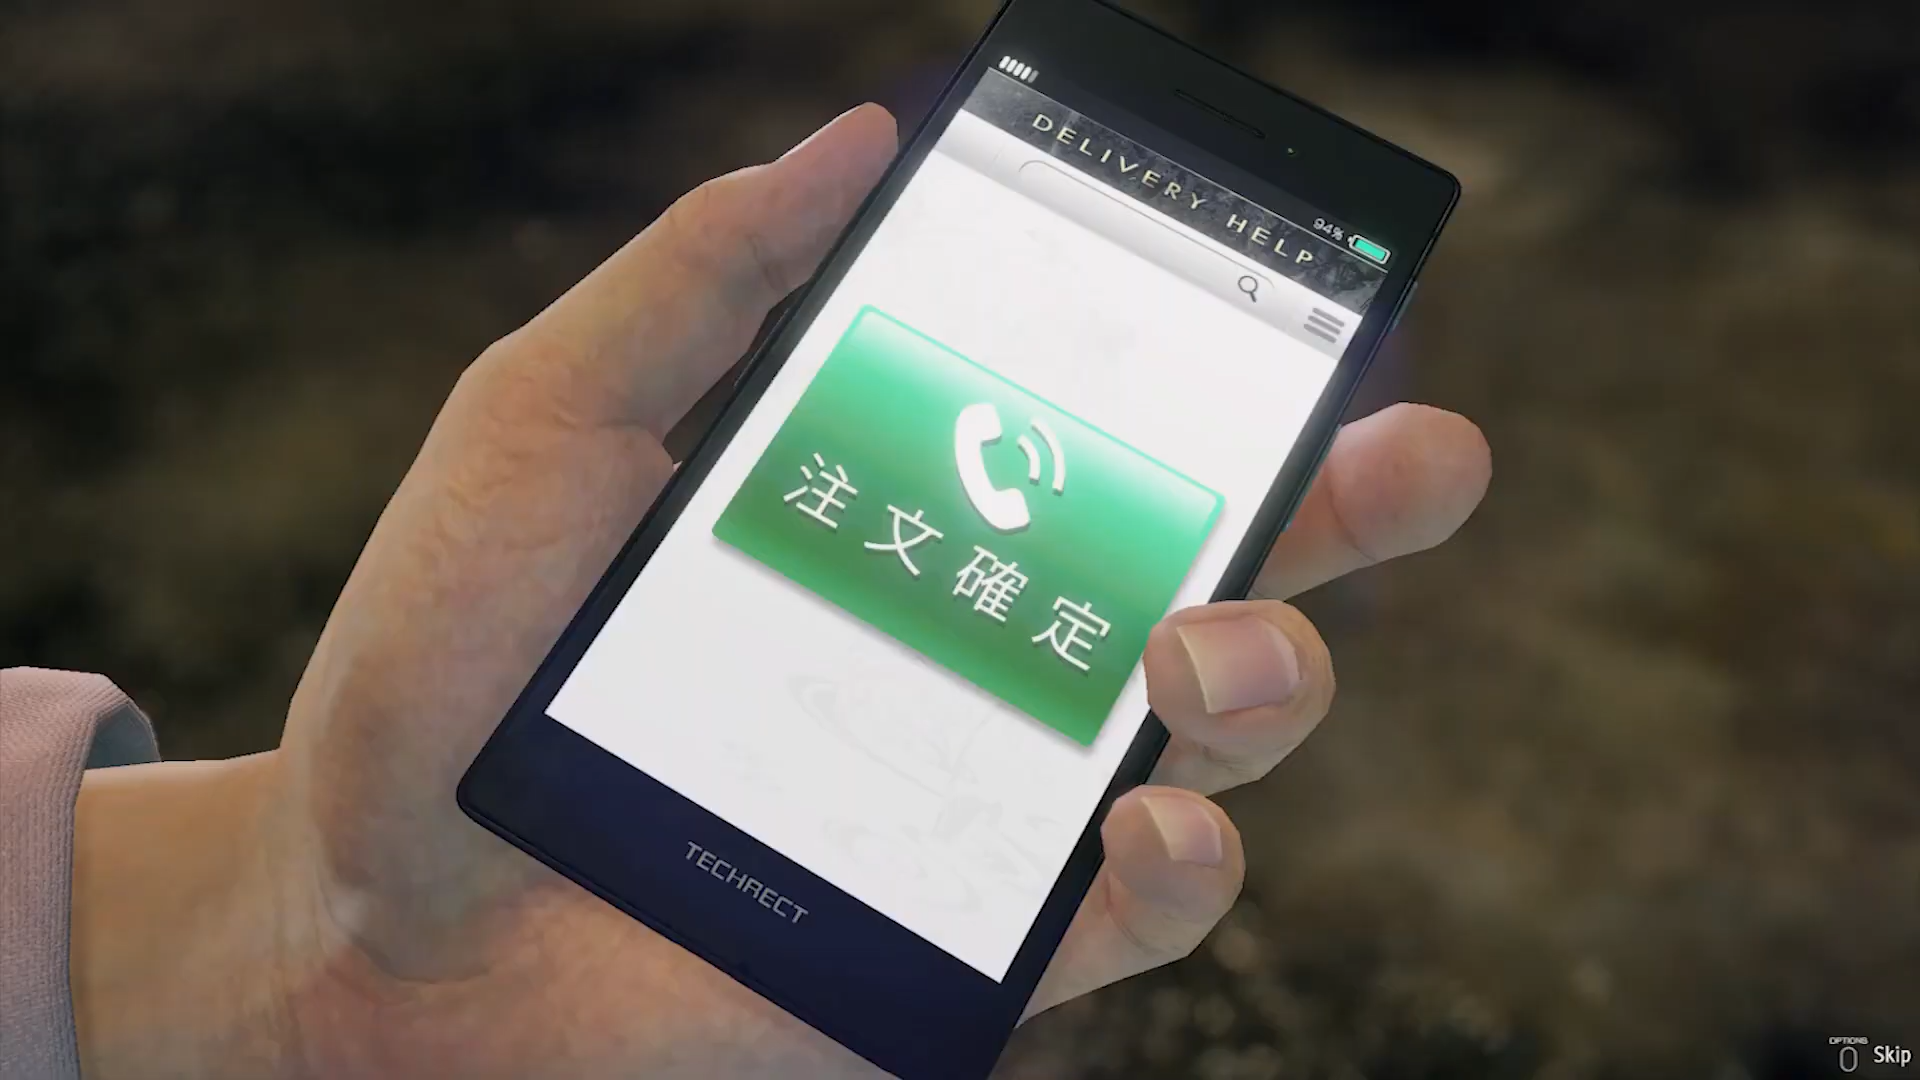 DELIVERY HELP
94%
注文確定
TECHRECT
OPTIONS
Skip